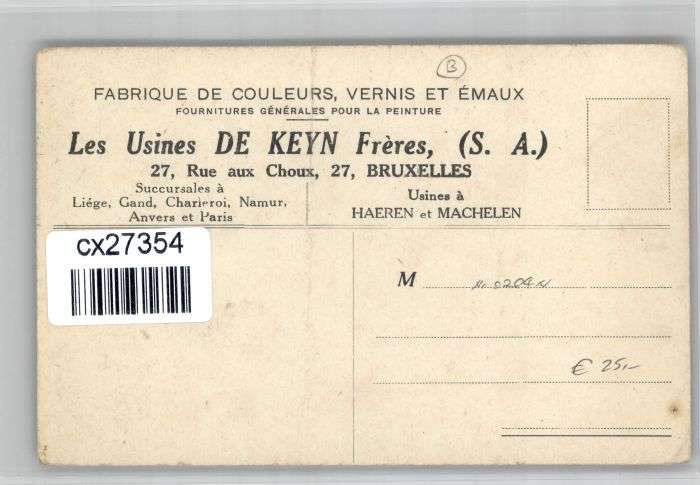 B
FABRIQUE DE COULEURS, VERNIS ET ÉMAUX
FOURNITURES GÉNÉRALES POUR LA PEINTURE
Les Usines DE KEYN Frères, (S. A.)
27, Rue aux Choux, 27, BRUXELLES
Succursales à
Liége, Gand, Charleroi, Namur,
Anvers et Paris
Usines à
HAEREN et MACHELEN
cx27354
M
€ 25,-